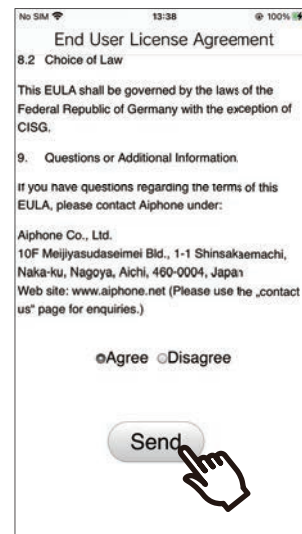 No SIM 13:38 100%
End User License Agreement
8.2 Choice of Law
This EULA shall be governed by the laws of the
Federal Republic of Germany with the exception of
CISG.
9. Questions or Additional Information
If you have questions regarding the terms of this
EULA, please contact Aiphone under:
Aiphone Co., Ltd.
10F Meijiyasudaseimei Bld., 1-1 Shinsakaemachi,
Naka-ku, Nagoya, Aichi, 460-0004, Japan
Web site: www.aiphone.net (Please use the „contact
us" page for enquiries.)
Agree Disagree
Send